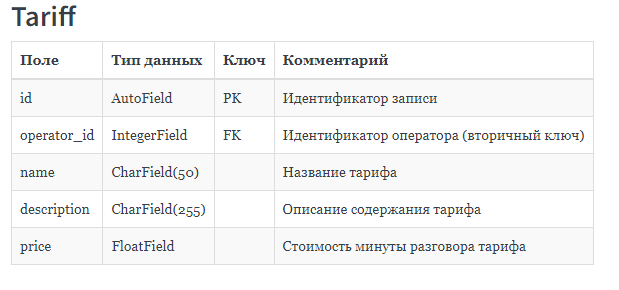 Tariff
Поле Тип данных Ключ Комментарий
id AutoField PK Идентификатор записи
operator_id IntegerField FK Идентификатор оператора (вторичный ключ)
name CharField(50) Название тарифа
description CharField(255) Описание содержания тарифа
price FloatField Стоимость минуты разговора тарифа